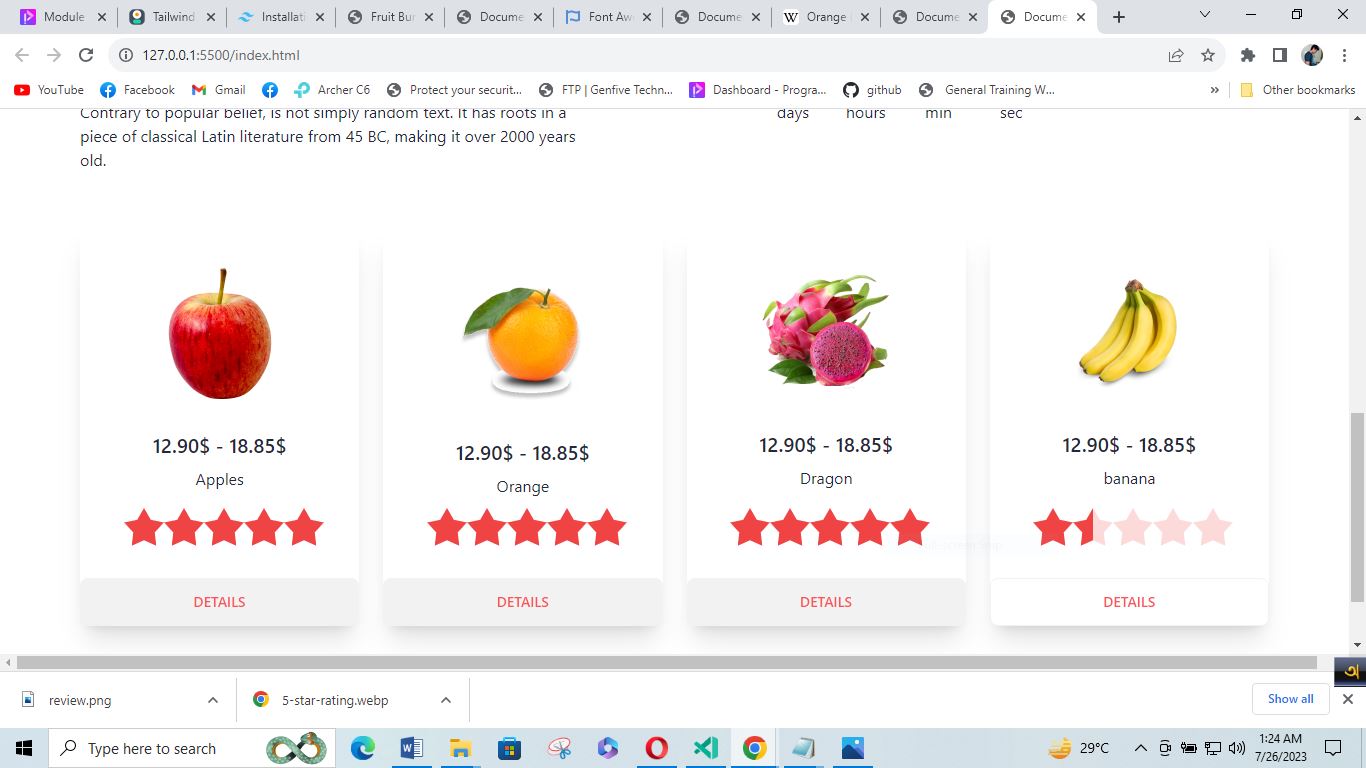 Module
Tailwind
Installati
Fruit Bur
Docume
Font Aw
Docume
Orange (
Docume
Docume
127.0.0.1:5500/index.html
YouTube
Facebook
Gmail
Archer C6
Protect your securit...
FTP | Genfive Techn...
Dashboard - Progra...
github
General Training W...
»
Other bookmarks
Contrary to popular belief, is not simply random text. It has roots in a
piece of classical Latin literature from 45 BC, making it over 2000 years
old.
days hours min sec
12.90$ - 18.85$
Apples
DETAILS
12.90$ - 18.85$
Orange
DETAILS
12.90$ - 18.85$
Dragon
DETAILS
12.90$ - 18.85$
banana
DETAILS
অ
review.png
5-star-rating.webp
Show all
Type here to search
29°C
1:24 AM
7/26/2023